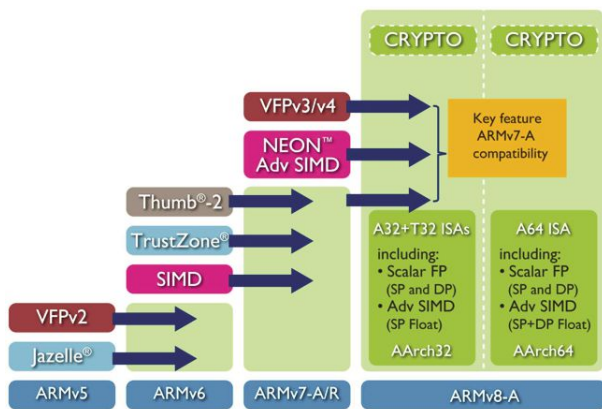 CRYPTO
CRYPTO
VFPv3/v4
Key feature
ARMv7-A
compatibility
NEON™
Adv SIMD
Thumb®-2
TrustZone®
SIMD
A32+T32 ISAs
including:
• Scalar FP
(SP and DP)
• Adv SIMD
(SP Float)
AArch32
A64 ISA
including:
• Scalar FP
(SP and DP)
• Adv SIMD
(SP+DP Float)
AArch64
VFPv2
Jazelle®
ARMv5
ARMv6
ARMv7-A/R
ARMv8-A